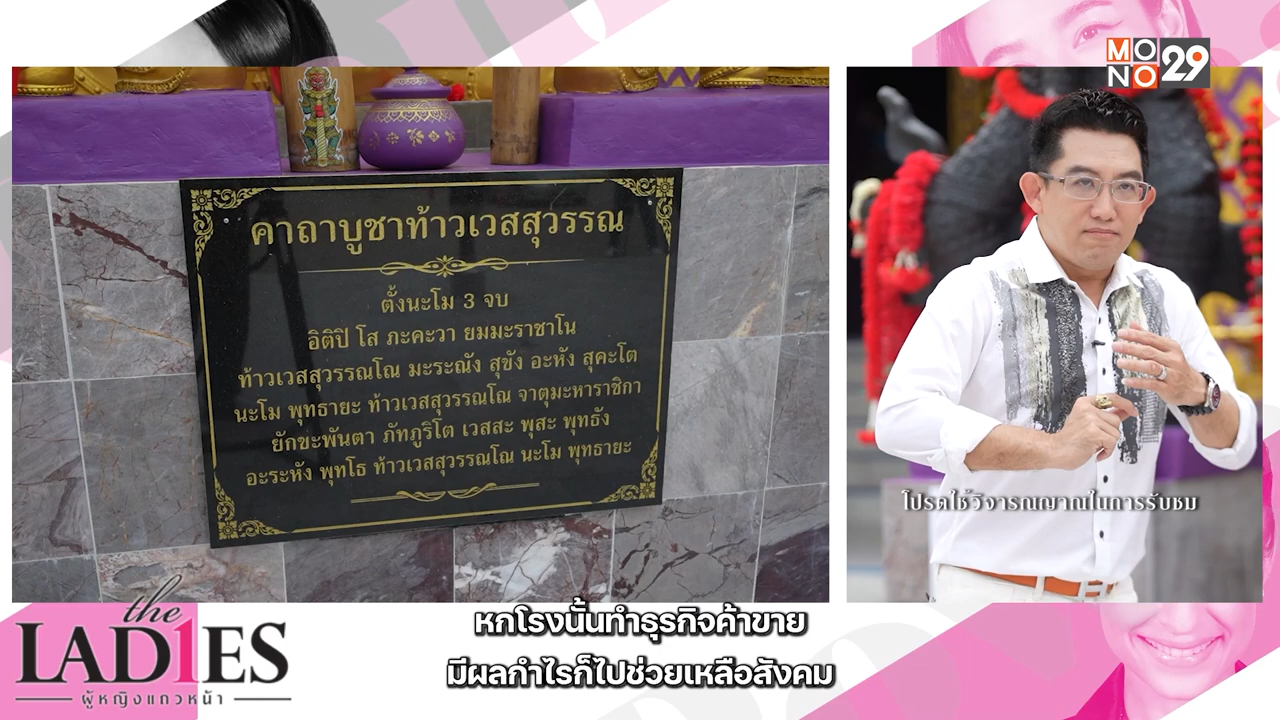 MONO 29
คาถาบูชาท้าวเวสสุวรรณ
ตั้งนะโม 3 จบ
อิติปิ โส ภะคะวา ยมมะราชาโน
ท้าวเวสสุวรรณโณ มะระณัง สุขัง อะหัง สุคะโต
นะโม พุทธายะ ท้าวเวสสุวรรณโณ จาตุมะหาราชิกา
ยักขะพันตา ภัทภูริโต เวสสะ พุสะ พุทธัง
อะระหัง พุทโธ ท้าวเวสสุวรรณโณ นะโม พุทธายะ
โปรดใช้วิจารณญาณในการรับชม
the
LAD1ES
ผู้หญิงแถวหน้า
หกโรงนั้นทำธุรกิจค้าขาย
มีผลกำไรก็ไปช่วยเหลือสังคม